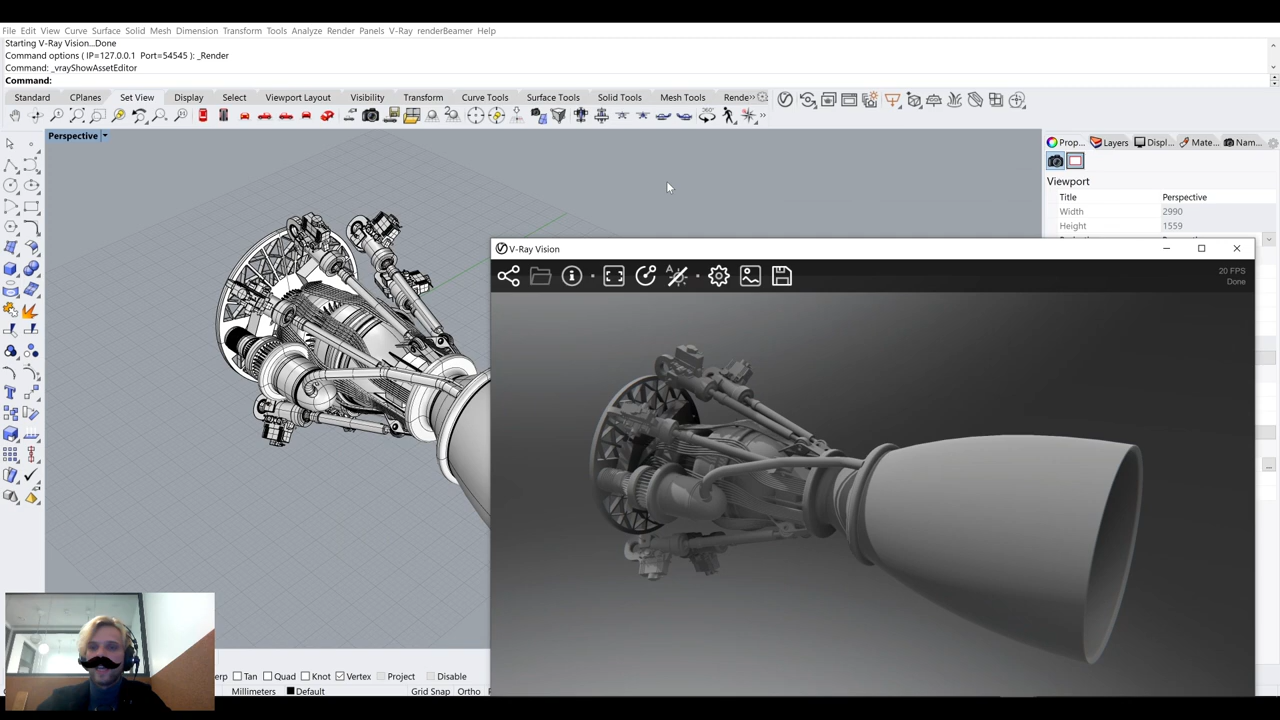 File Edit View Curve Surface Solid Mesh Dimension Transform Tools Analyze Render Panels V-Ray renderBeamer Help
Starting V-Ray Vision...Done
Command options ( IP=127.0.0.1 Port=54545 ): _Render
Command: _vrayShowAssetEditor
Command:
Standard CPlanes Set View Display Select Viewport Layout Visibility Transform Curve Tools Surface Tools Solid Tools Mesh Tools Rende>>
Perspective
Prop... Layers Displ... Mate... Nam...
Viewport
Title Perspective
Width 2990
Height 1559
V-Ray Vision
20 FPS
Done
Tan Quad Knot Vertex Project Disable
Millimeters Default Grid Snap Ortho